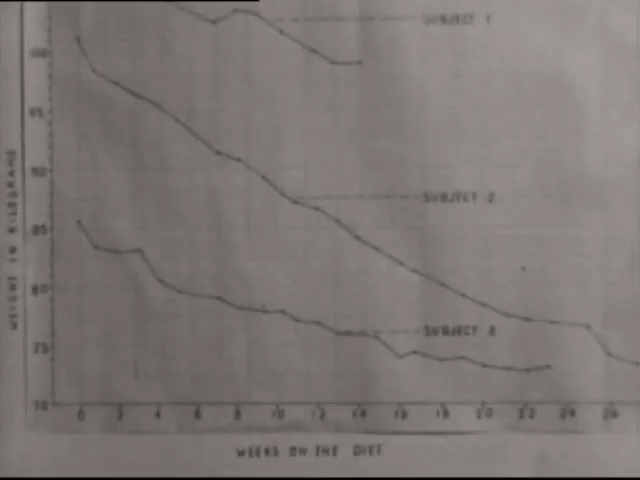 SUBJECT 1
100
95
90
SUBJECT 2
85
80
SUBJECT 3
75
70
0 2 4 6 8 10 12 14 16 18 20 22 24 26
WEIGHT IN KILOGRAMS
WEEKS ON THE DIET